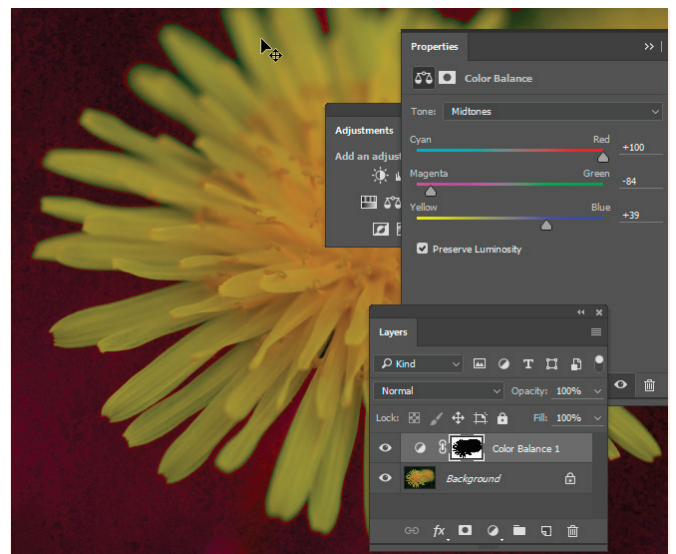 Properties
Color Balance
Tone: Midtones
Cyan Red +100
Magenta Green -84
Yellow Blue +39
Preserve Luminosity
Adjustments
Add an adjust
Layers
Kind
Normal Opacity: 100%
Lock: Fill: 100%
Color Balance 1
Background
fx